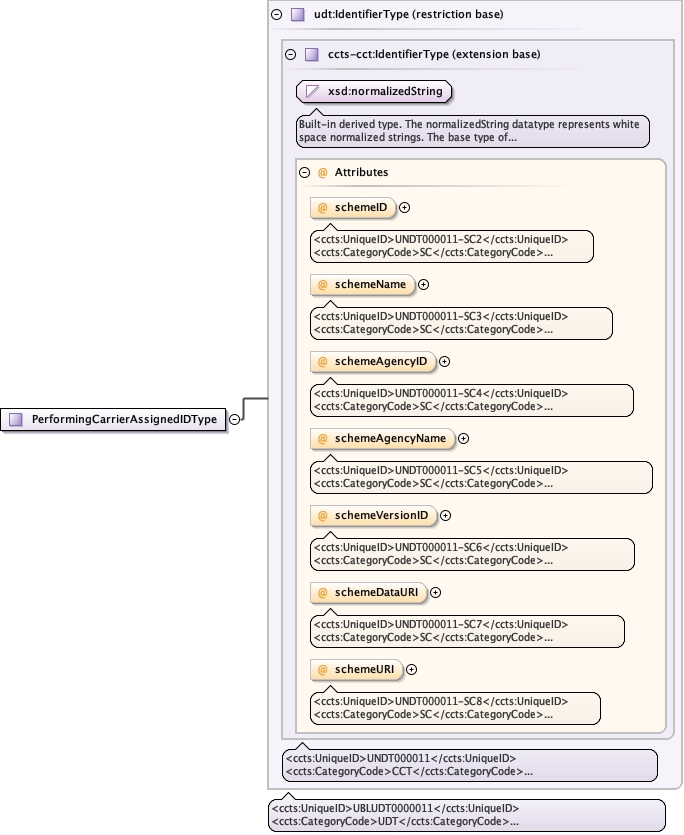 udt:IdentifierType (restriction base)
ccts-cct:IdentifierType (extension base)
xsd:normalizedString
Built-in derived type. The normalizedString datatype represents white
space normalized strings. The base type of...
@ Attributes
@ schemeID
<ccts:UniqueID>UNDT000011-SC2</ccts:UniqueID>
<ccts:CategoryCode>SC</ccts:CategoryCode>...
@ schemeName
<ccts:UniqueID>UNDT000011-SC3</ccts:UniqueID>
<ccts:CategoryCode>SC</ccts:CategoryCode>...
@ schemeAgencyID
<ccts:UniqueID>UNDT000011-SC4</ccts:UniqueID>
<ccts:CategoryCode>SC</ccts:CategoryCode>...
PerformingCarrierAssignedIDType
@ schemeAgencyName
<ccts:UniqueID>UNDT000011-SC5</ccts:UniqueID>
<ccts:CategoryCode>SC</ccts:CategoryCode>...
@ schemeVersionID
<ccts:UniqueID>UNDT000011-SC6</ccts:UniqueID>
<ccts:CategoryCode>SC</ccts:CategoryCode>...
@ schemeDataURI
<ccts:UniqueID>UNDT000011-SC7</ccts:UniqueID>
<ccts:CategoryCode>SC</ccts:CategoryCode>...
@ schemeURI
<ccts:UniqueID>UNDT000011-SC8</ccts:UniqueID>
<ccts:CategoryCode>SC</ccts:CategoryCode>...
<ccts:UniqueID>UNDT000011</ccts:UniqueID>
<ccts:CategoryCode>CCT</ccts:CategoryCode>...
<ccts:UniqueID>UBLUDT0000011</ccts:UniqueID>
<ccts:CategoryCode>UDT</ccts:CategoryCode>...